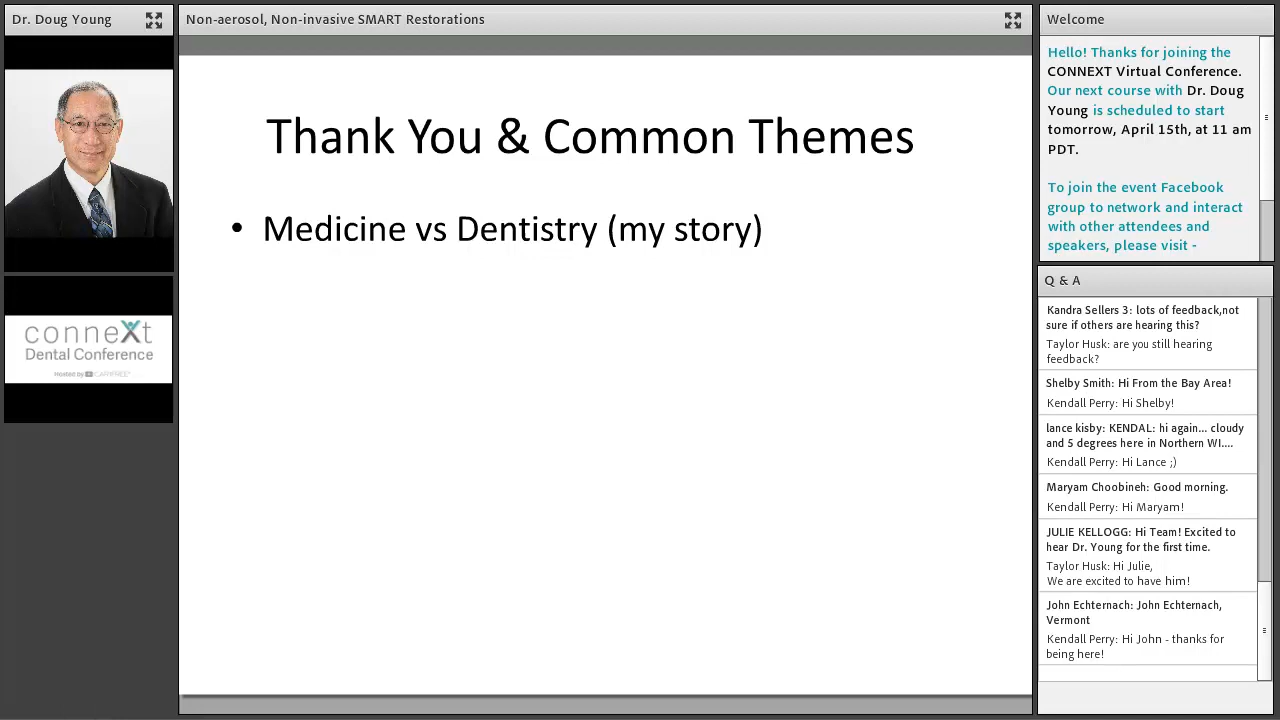 Dr. Doug Young
Non-aerosol, Non-invasive SMART Restorations
Welcome
Thank You & Common Themes
• Medicine vs Dentistry (my story)
conneXt
Dental Conference
Hosted by CARIFREE
Hello! Thanks for joining the
CONNEXT Virtual Conference.
Our next course with Dr. Doug
Young is scheduled to start
tomorrow, April 15th, at 11 am
PDT.
To join the event Facebook
group to network and interact
with other attendees and
speakers, please visit -
Q & A
Kandra Sellers 3: lots of feedback,not
sure if others are hearing this?
Taylor Husk: are you still hearing
feedback?
Shelby Smith: Hi From the Bay Area!
Kendall Perry: Hi Shelby!
lance kisby: KENDAL: hi again... cloudy
and 5 degrees here in Northern WI....
Kendall Perry: Hi Lance ;)
Maryam Choobineh: Good morning.
Kendall Perry: Hi Maryam!
JULIE KELLOGG: Hi Team! Excited to
hear Dr. Young for the first time.
Taylor Husk: Hi Julie,
We are excited to have him!
John Echternach: John Echternach,
Vermont
Kendall Perry: Hi John - thanks for
being here!